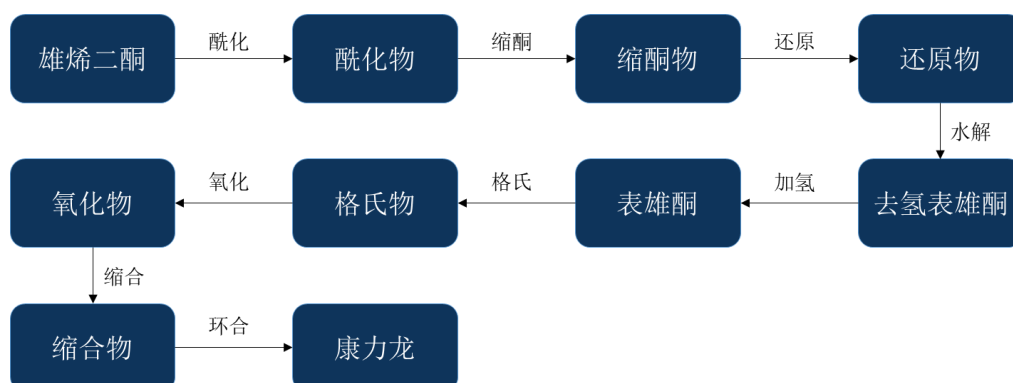 雄烯二酮
酰化
酰化物
缩酮
缩酮物
还原
还原物
水解
去氢表雄酮
加氢
表雄酮
格氏
格氏物
氧化
氧化物
缩合
缩合物
环合
康力龙